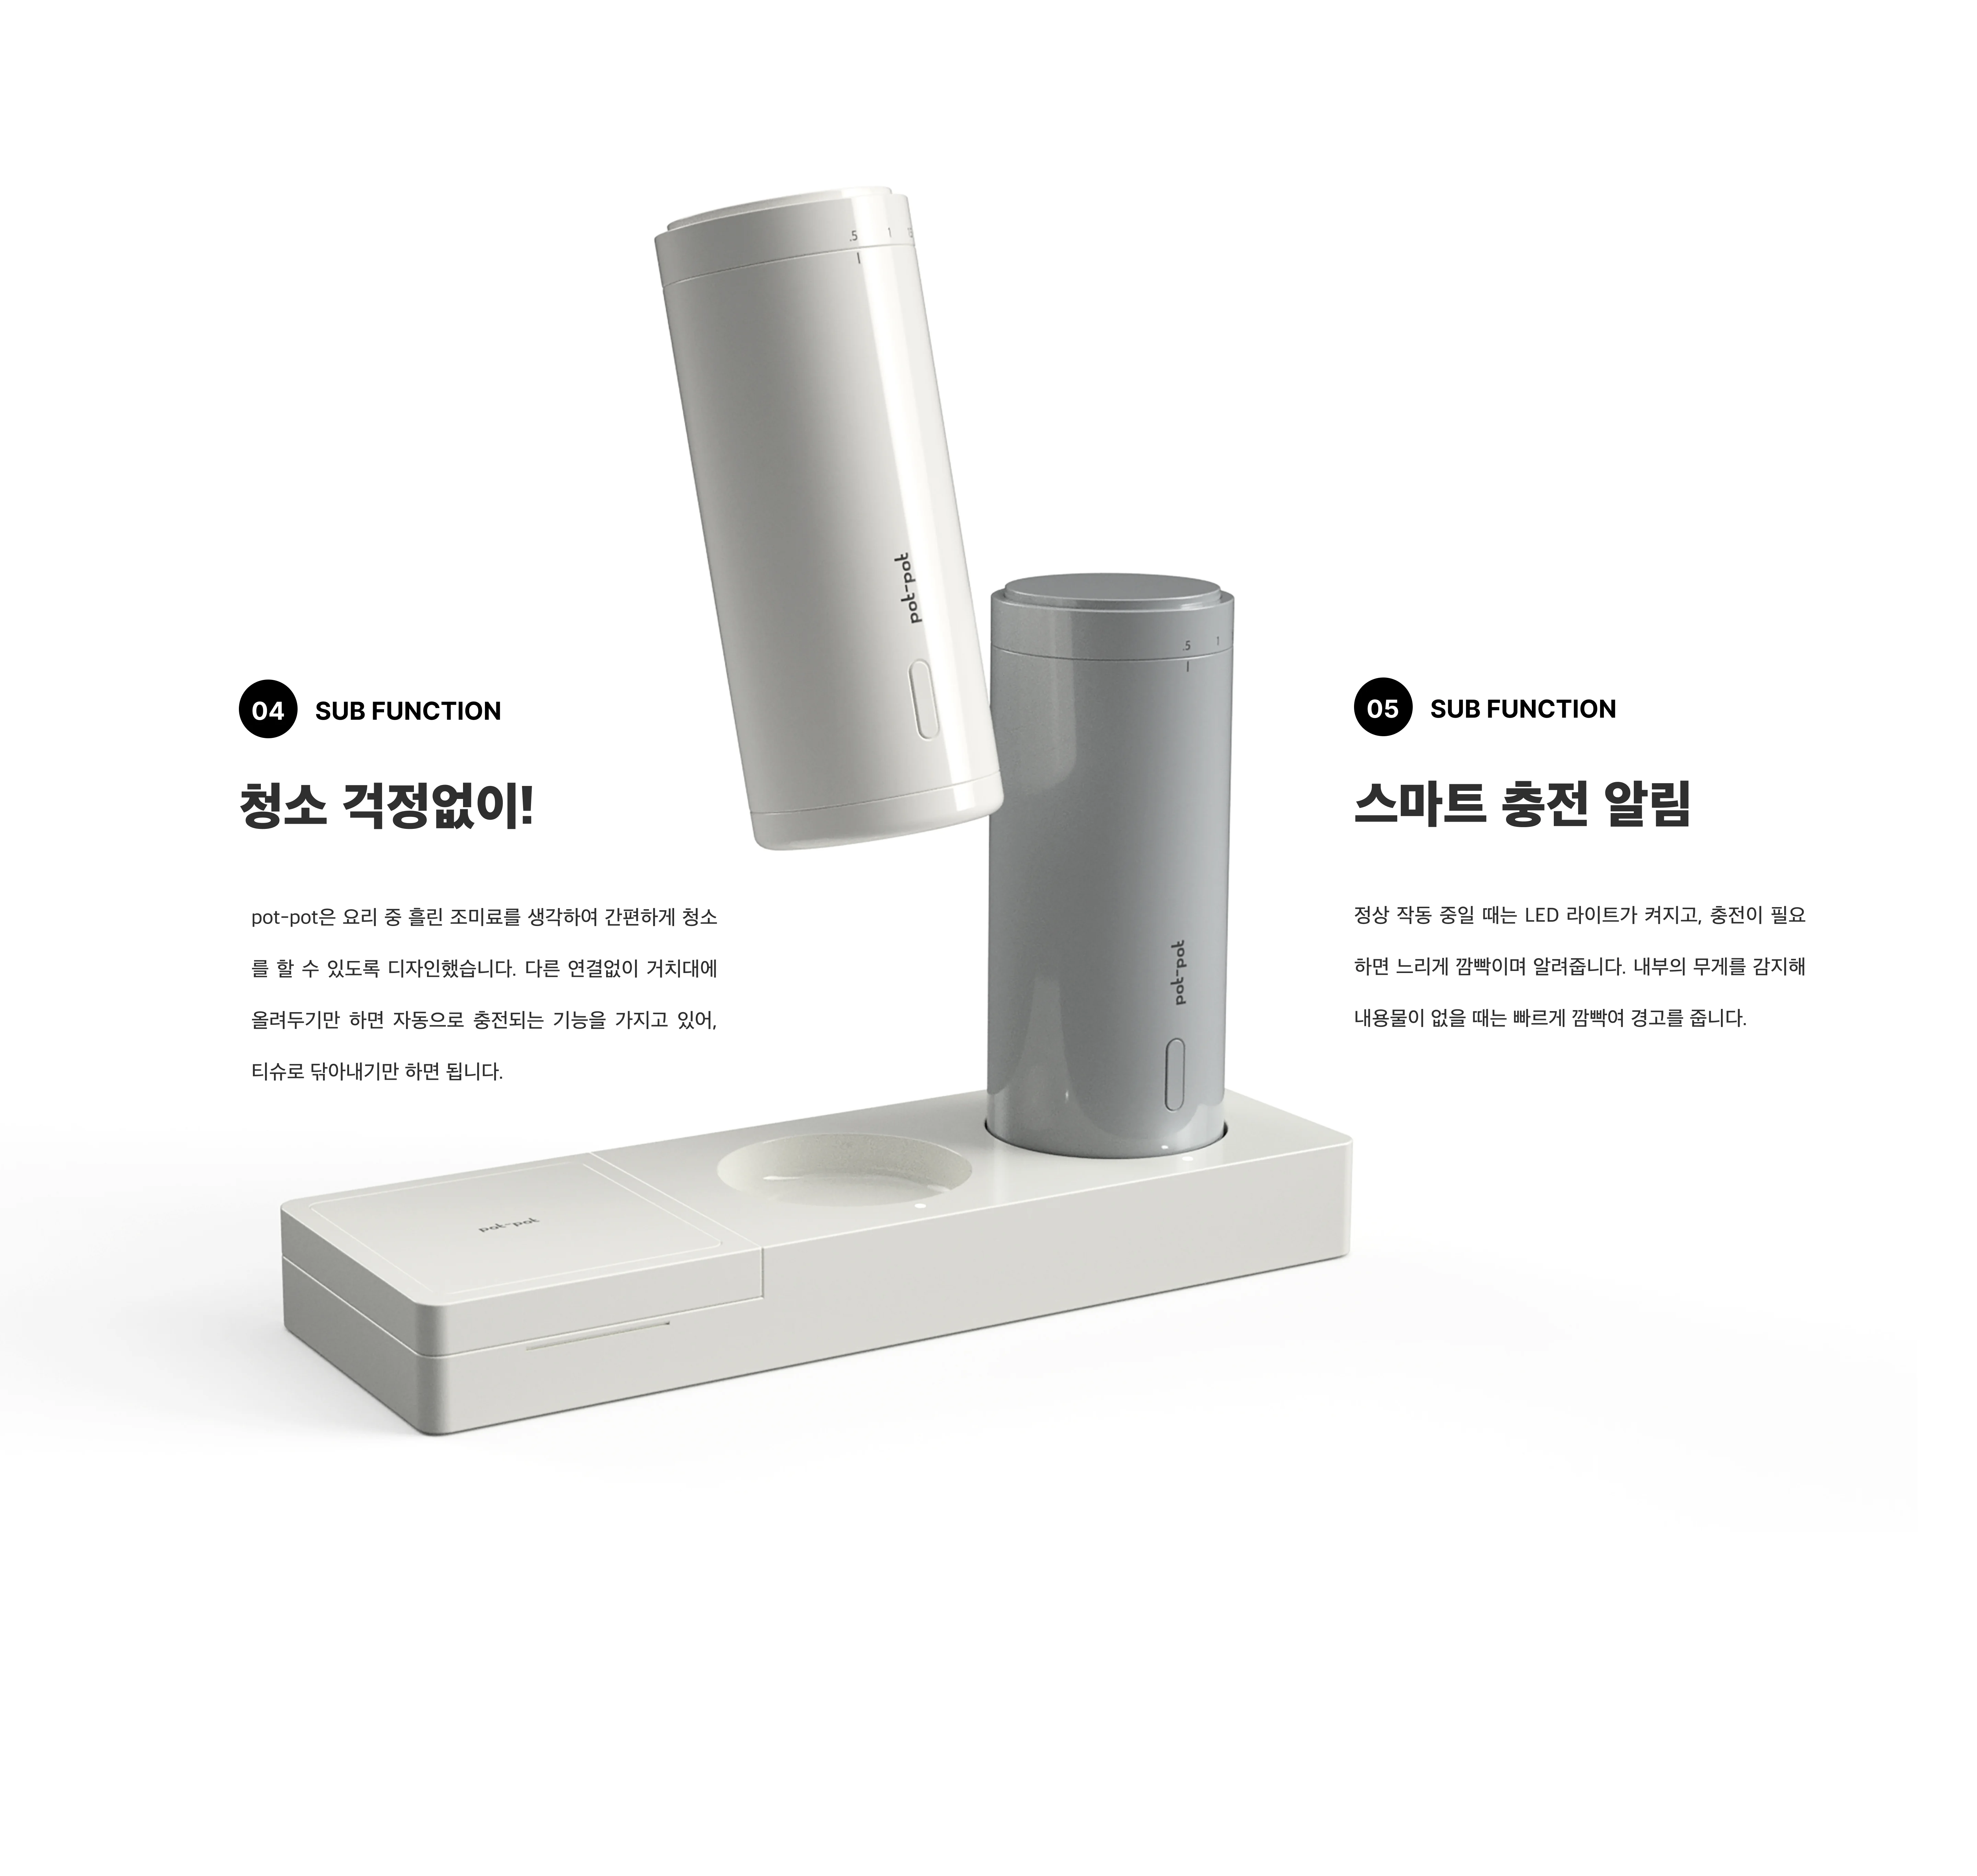 .5 1
pot-pot
.5 1
pot-pot
pot-pot
04 SUB FUNCTION
청소 걱정없이!
pot-pot은 요리 중 흘린 조미료를 생각하여 간편하게 청소
를 할 수 있도록 디자인했습니다. 다른 연결없이 거치대에
올려두기만 하면 자동으로 충전되는 기능을 가지고 있어,
티슈로 닦아내기만 하면 됩니다.
05 SUB FUNCTION
스마트 충전 알림
정상 작동 중일 때는 LED 라이트가 켜지고, 충전이 필요
하면 느리게 깜빡이며 알려줍니다. 내부의 무게를 감지해
내용물이 없을 때는 빠르게 깜빡여 경고를 줍니다.